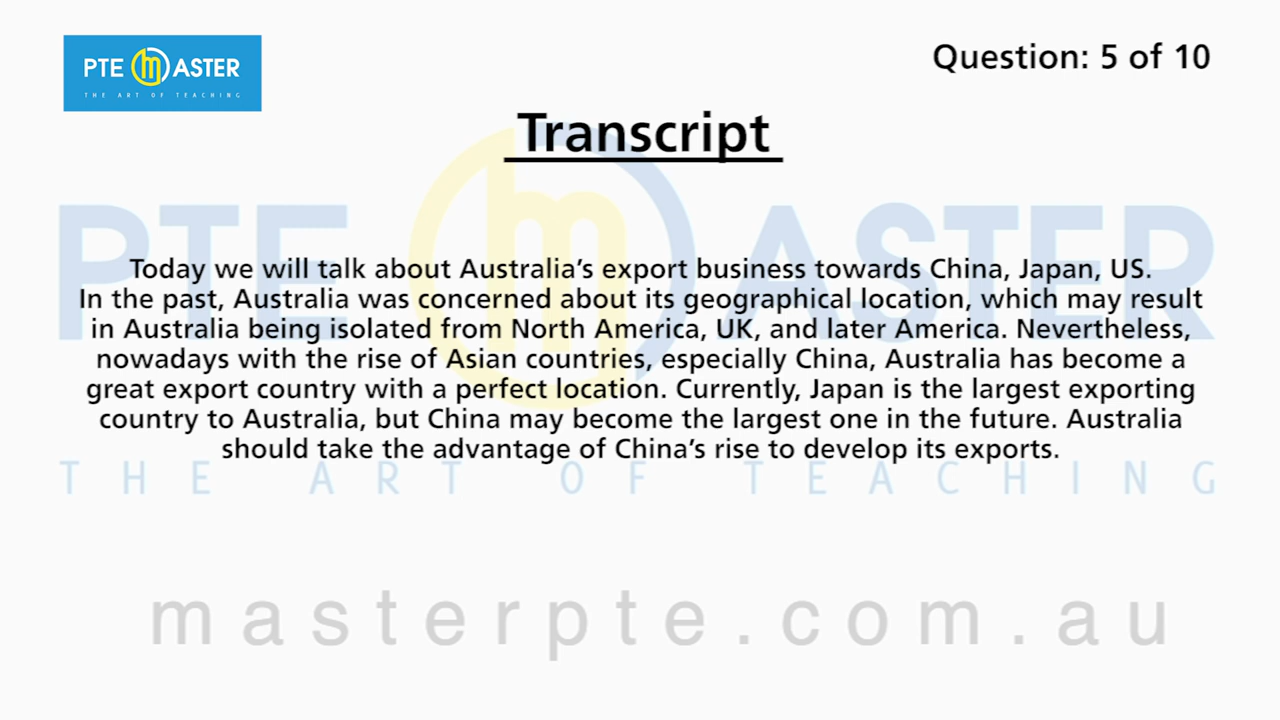 PTE MASTER
THE ART OF TEACHING
Question: 5 of 10
Transcript
Today we will talk about Australia's export business towards China, Japan, US.
In the past, Australia was concerned about its geographical location, which may result
in Australia being isolated from North America, UK, and later America. Nevertheless,
nowadays with the rise of Asian countries, especially China, Australia has become a
great export country with a perfect location. Currently, Japan is the largest exporting
country to Australia, but China may become the largest one in the future. Australia
should take the advantage of China's rise to develop its exports.
PTE MASTER
THE ART OF TEACHING
masterpte.com.au